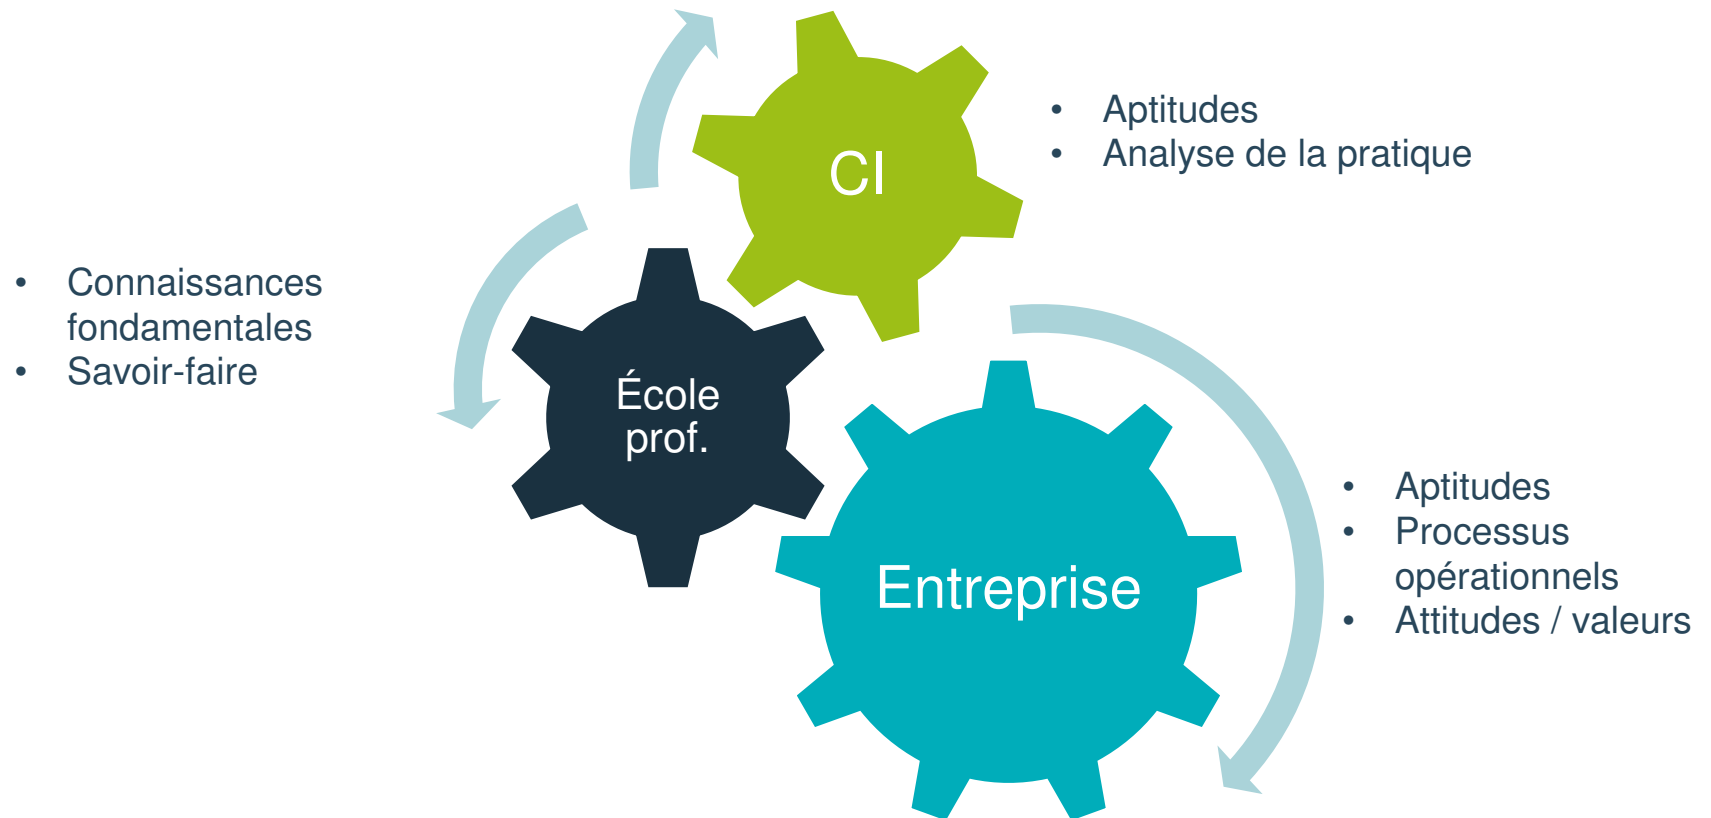 • Aptitudes
• Analyse de la pratique
CI
• Connaissances
fondamentales
• Savoir-faire
École
prof.
Entreprise
• Aptitudes
• Processus
opérationnels
• Attitudes / valeurs